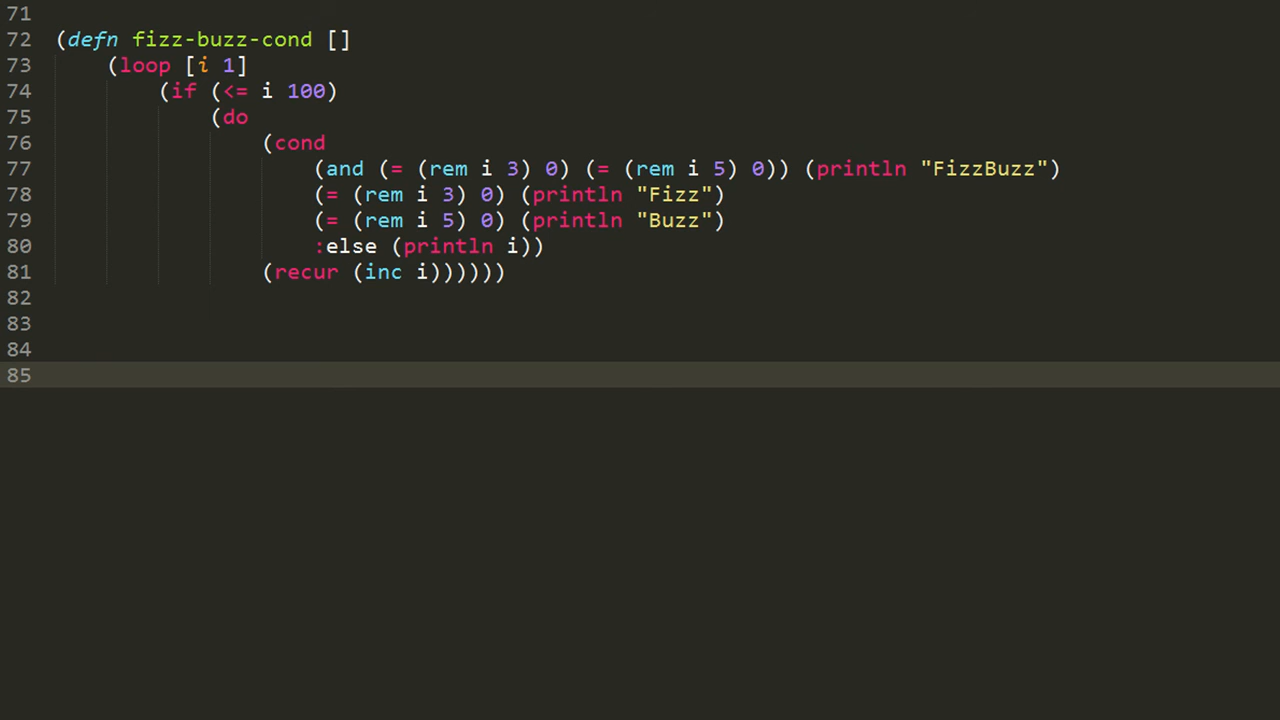 71
72 (defn fizz-buzz-cond []
73 (loop [i 1]
74 (if (<= i 100)
75 (do
76 (cond
77 (and (= (rem i 3) 0) (= (rem i 5) 0)) (println "FizzBuzz")
78 (= (rem i 3) 0) (println "Fizz")
79 (= (rem i 5) 0) (println "Buzz")
80 :else (println i))
81 (recur (inc i))))))
82
83
84
85